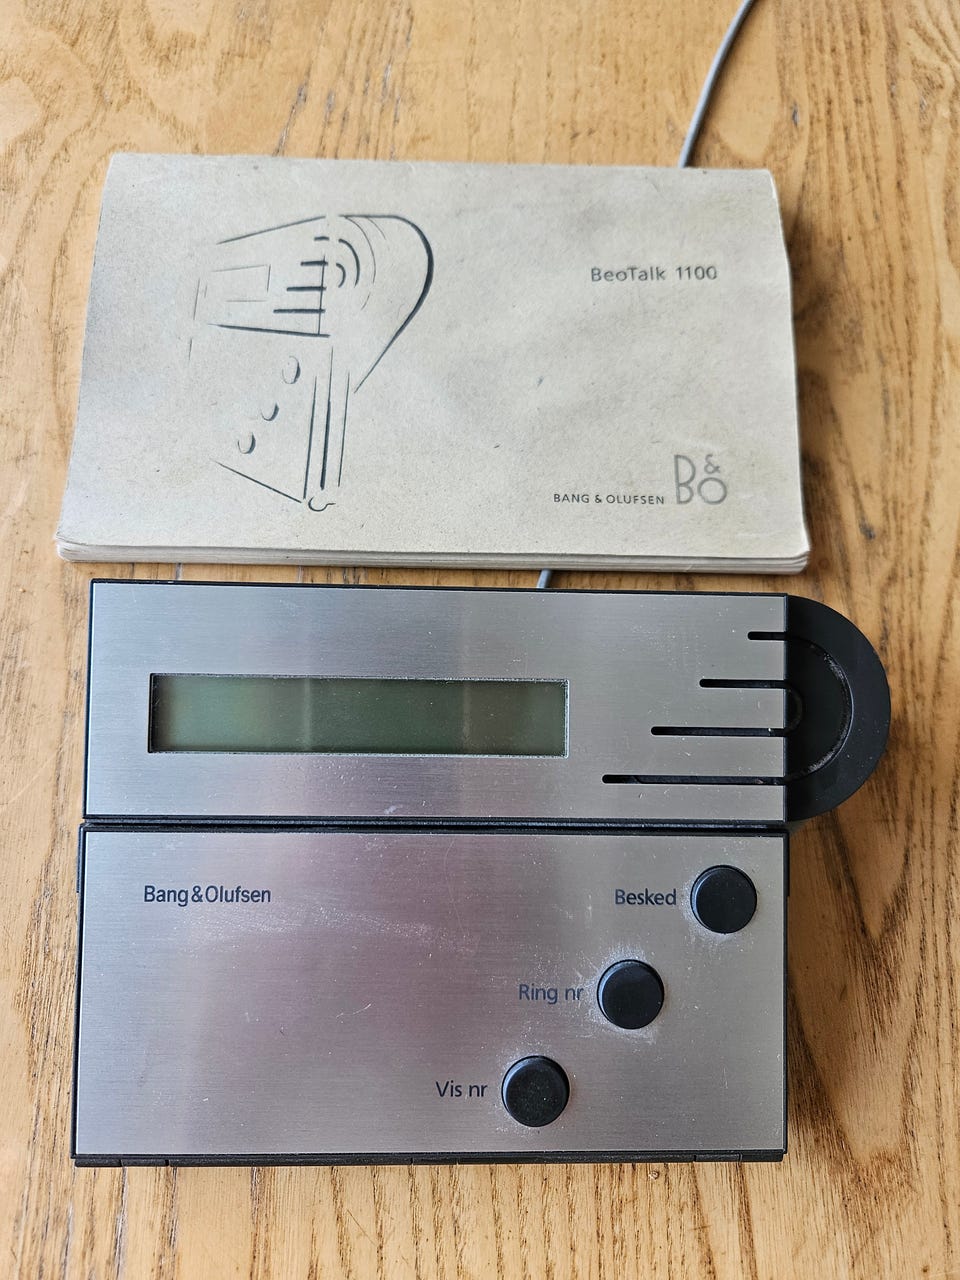 BeoTalk 1100
BANG & OLUFSEN B&O
Bang & Olufsen
Besked
Ring nr
Vis nr